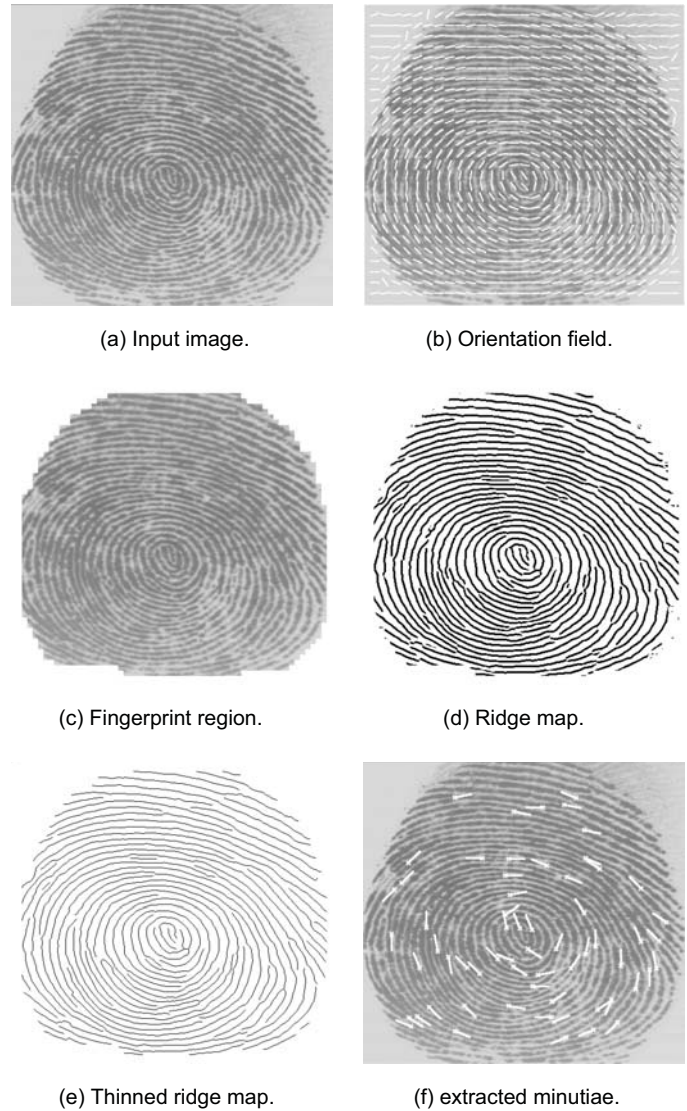 (a) Input image.
(b) Orientation field.
(c) Fingerprint region.
(d) Ridge map.
(e) Thinned ridge map.
(f) extracted minutiae.